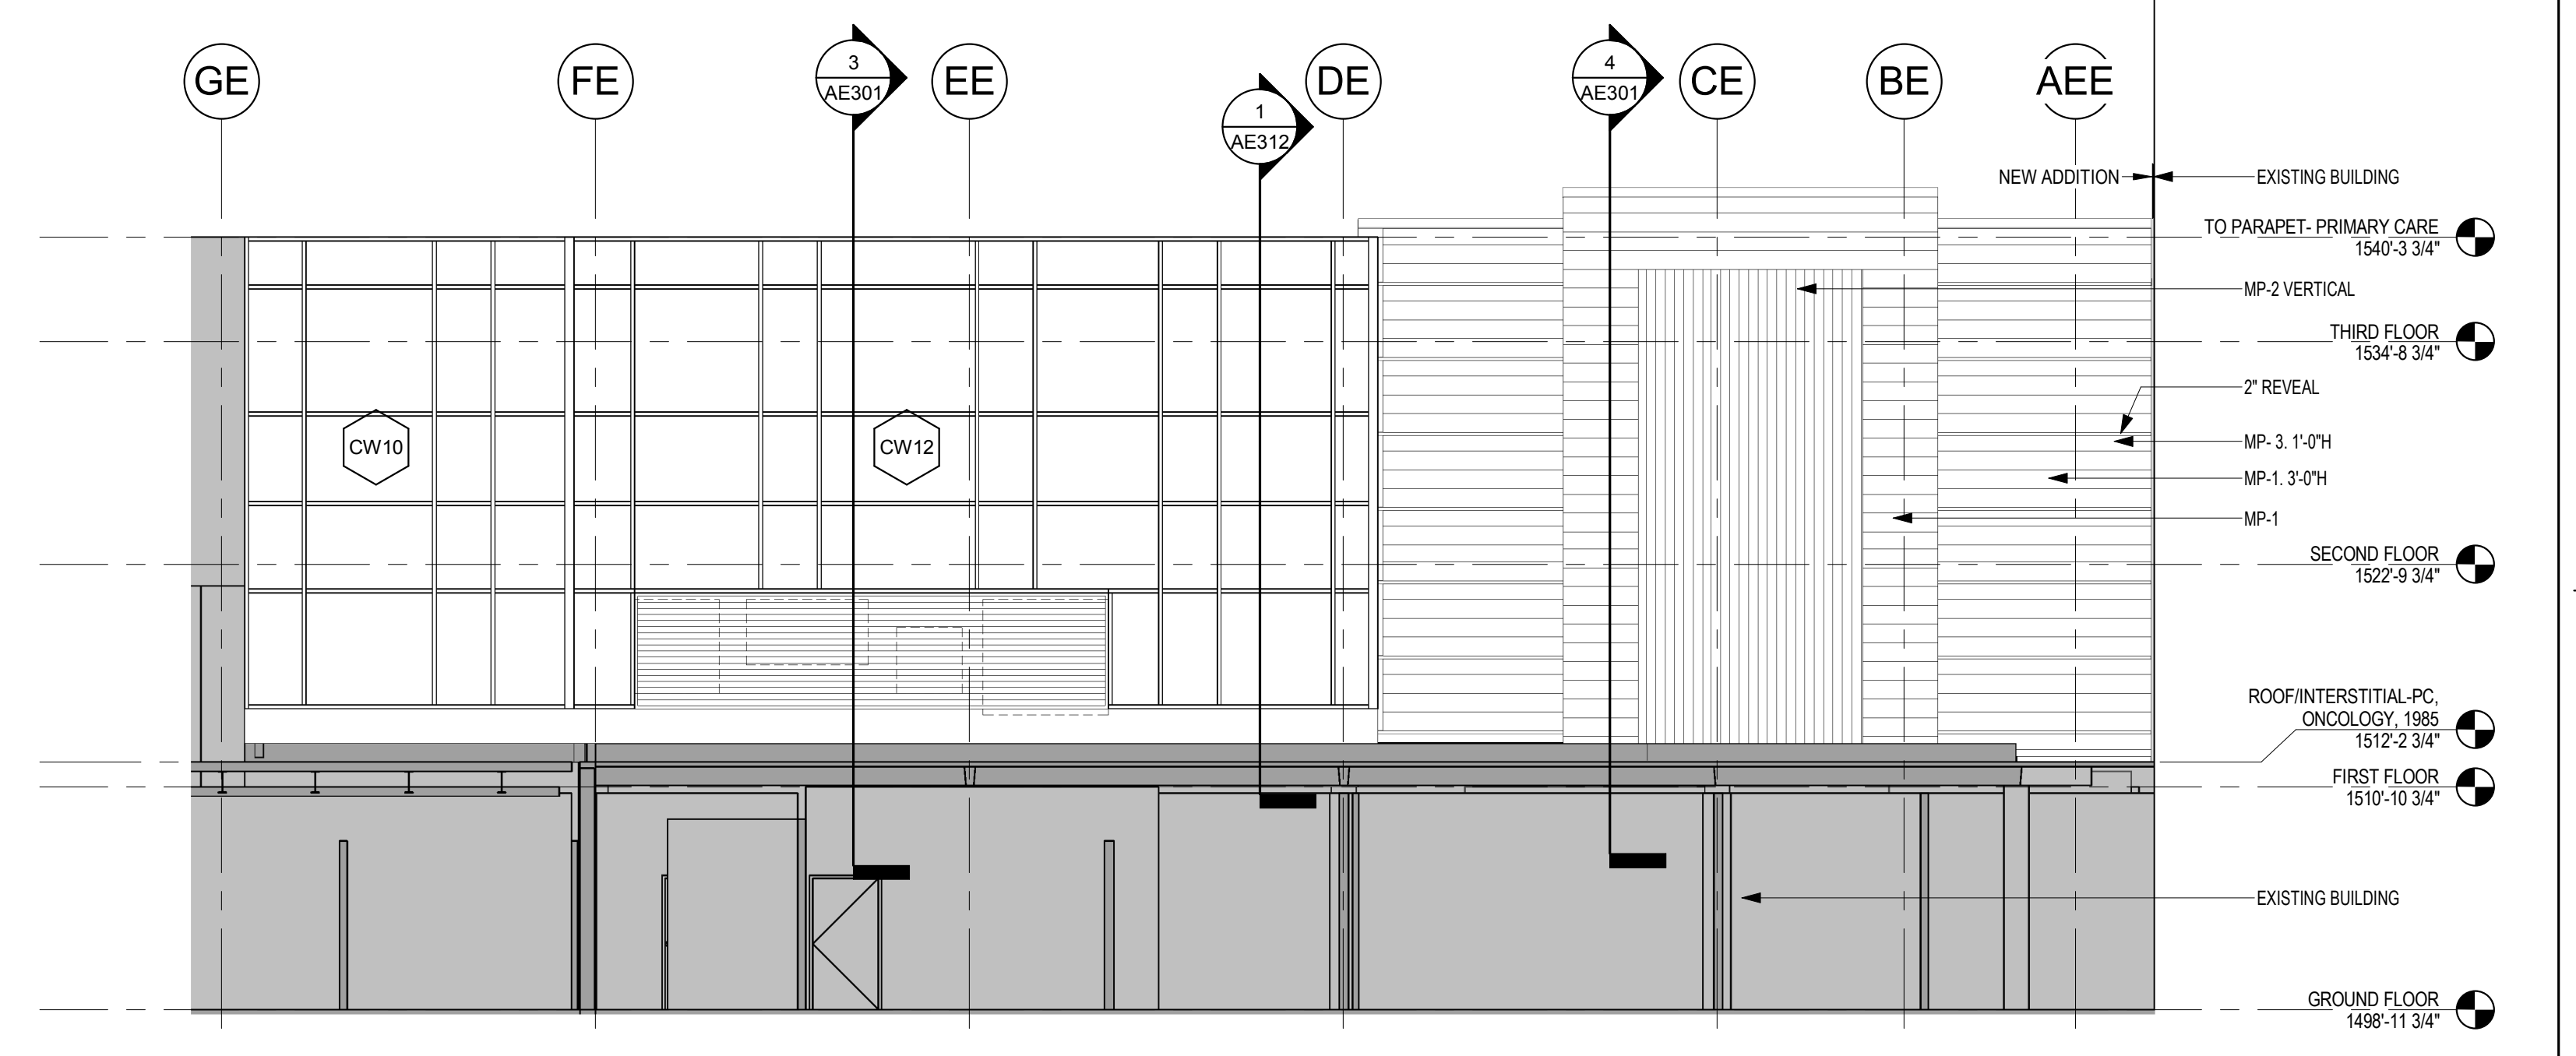 GE
FE
3
AE301
EE
1
AE312
DE
4
AE301
CE
BE
AEE
NEW ADDITION
EXISTING BUILDING
TO PARAPET- PRIMARY CARE
1540'-3 3/4"
MP-2 VERTICAL
THIRD FLOOR
1534'-8 3/4"
2" REVEAL
CW10
CW12
MP- 3. 1'-0"H
MP-1. 3'-0"H
MP-1
SECOND FLOOR
1522'-9 3/4"
ROOF/INTERSTITIAL-PC,
ONCOLOGY, 1985
1512'-2 3/4"
FIRST FLOOR
1510'-10 3/4"
EXISTING BUILDING
GROUND FLOOR
1498'-11 3/4"